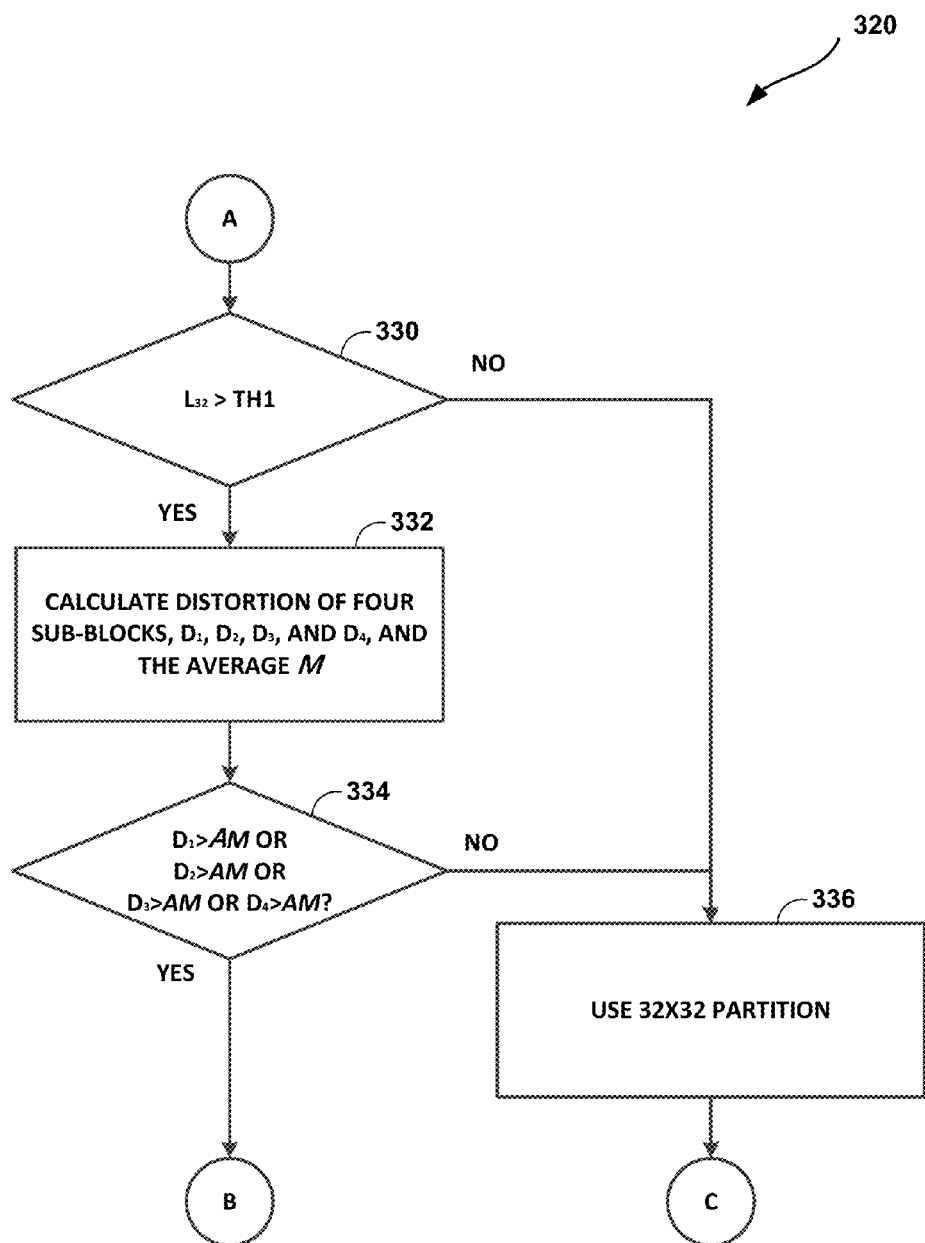 320
A
330
L₃₂ > TH1
NO
YES
332
CALCULATE DISTORTION OF FOUR
SUB-BLOCKS, D₁, D₂, D₃, AND D₄, AND
THE AVERAGE M
334
D₁>AM OR
D₂>AM OR
D₃>AM OR D₄>AM?
NO
YES
336
USE 32X32 PARTITION
B
C